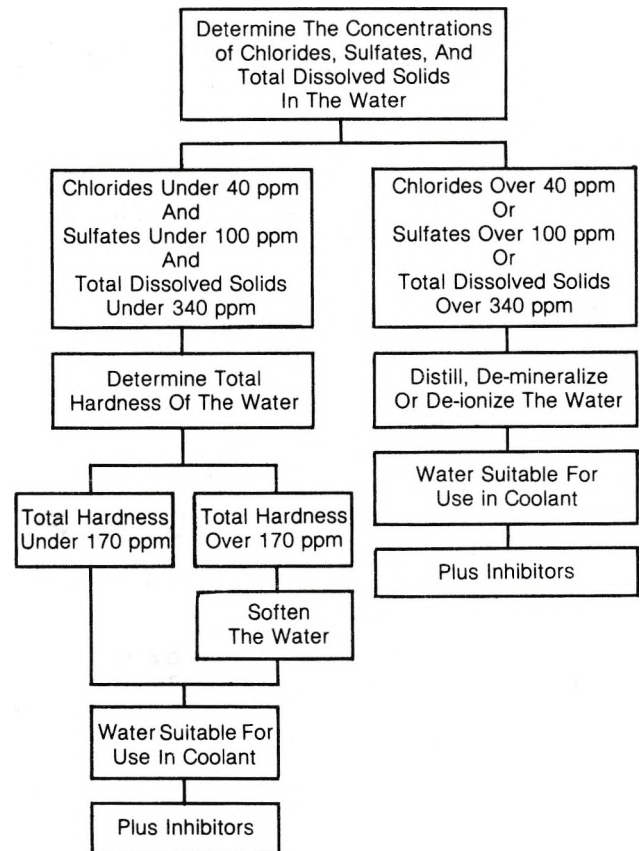 Determine The Concentrations
of Chlorides, Sulfates, And
Total Dissolved Solids
In The Water
Chlorides Under 40 ppm
And
Sulfates Under 100 ppm
And
Total Dissolved Solids
Under 340 ppm
Chlorides Over 40 ppm
Or
Sulfates Over 100 ppm
Or
Total Dissolved Solids
Over 340 ppm
Determine Total
Hardness Of The Water
Distill, De-mineralize
Or De-ionize The Water
Water Suitable For
Use in Coolant
Plus Inhibitors
Total Hardness
Under 170 ppm
Total Hardness
Over 170 ppm
Soften
The Water
Water Suitable For
Use In Coolant
Plus Inhibitors